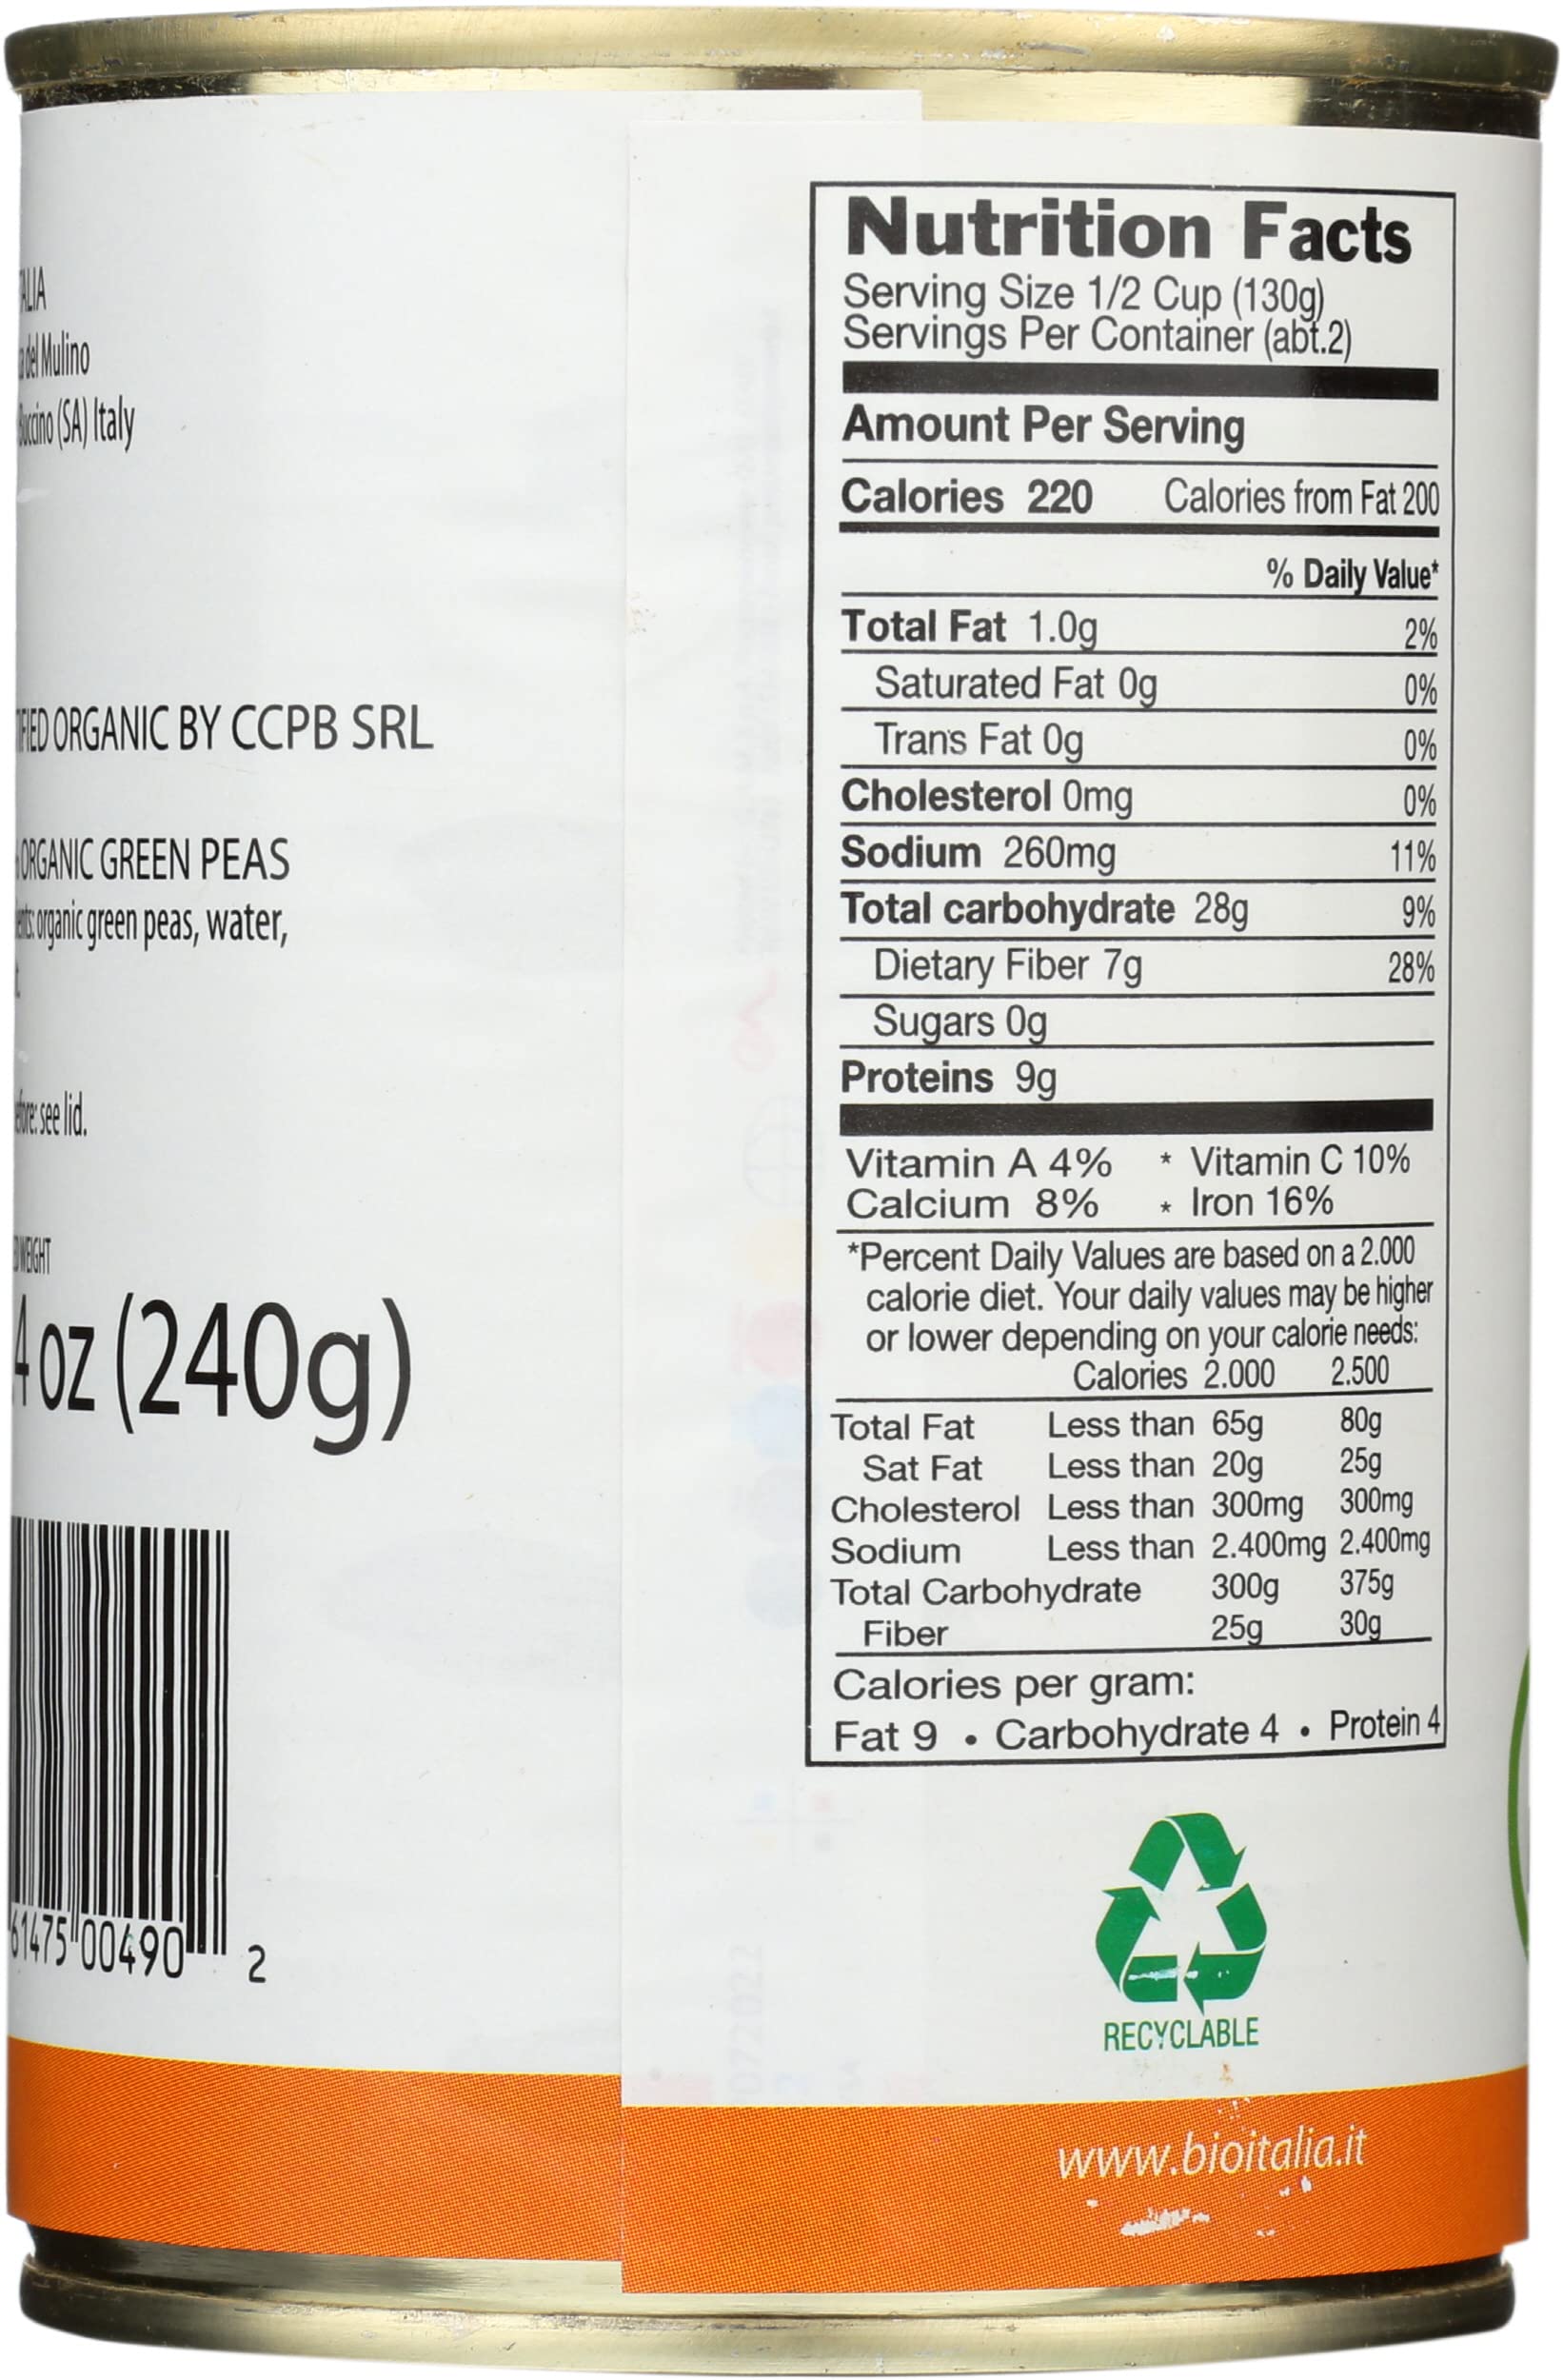 ALIA
del Mulino
Buccino (SA) Italy
IFIED ORGANIC BY CCPB SRL
ORGANIC GREEN PEAS
ents: organic green peas, water,
efore: see lid.
WEIGHT
4 oz (240g)
61475 00490 2
Nutrition Facts
Serving Size 1/2 Cup (130g)
Servings Per Container (abt.2)
Amount Per Serving
Calories 220 Calories from Fat 200
% Daily Value*
Total Fat 1.0g 2%
Saturated Fat 0g 0%
Trans Fat 0g 0%
Cholesterol 0mg 0%
Sodium 260mg 11%
Total carbohydrate 28g 9%
Dietary Fiber 7g 28%
Sugars 0g
Proteins 9g
Vitamin A 4% * Vitamin C 10%
Calcium 8% * Iron 16%
*Percent Daily Values are based on a 2.000
calorie diet. Your daily values may be higher
or lower depending on your calorie needs:
Calories 2.000 2.500
Total Fat Less than 65g 80g
Sat Fat Less than 20g 25g
Cholesterol Less than 300mg 300mg
Sodium Less than 2.400mg 2.400mg
Total Carbohydrate 300g 375g
Fiber 25g 30g
Calories per gram:
Fat 9 • Carbohydrate 4 • Protein 4
RECYCLABLE
www.bioitalia.it